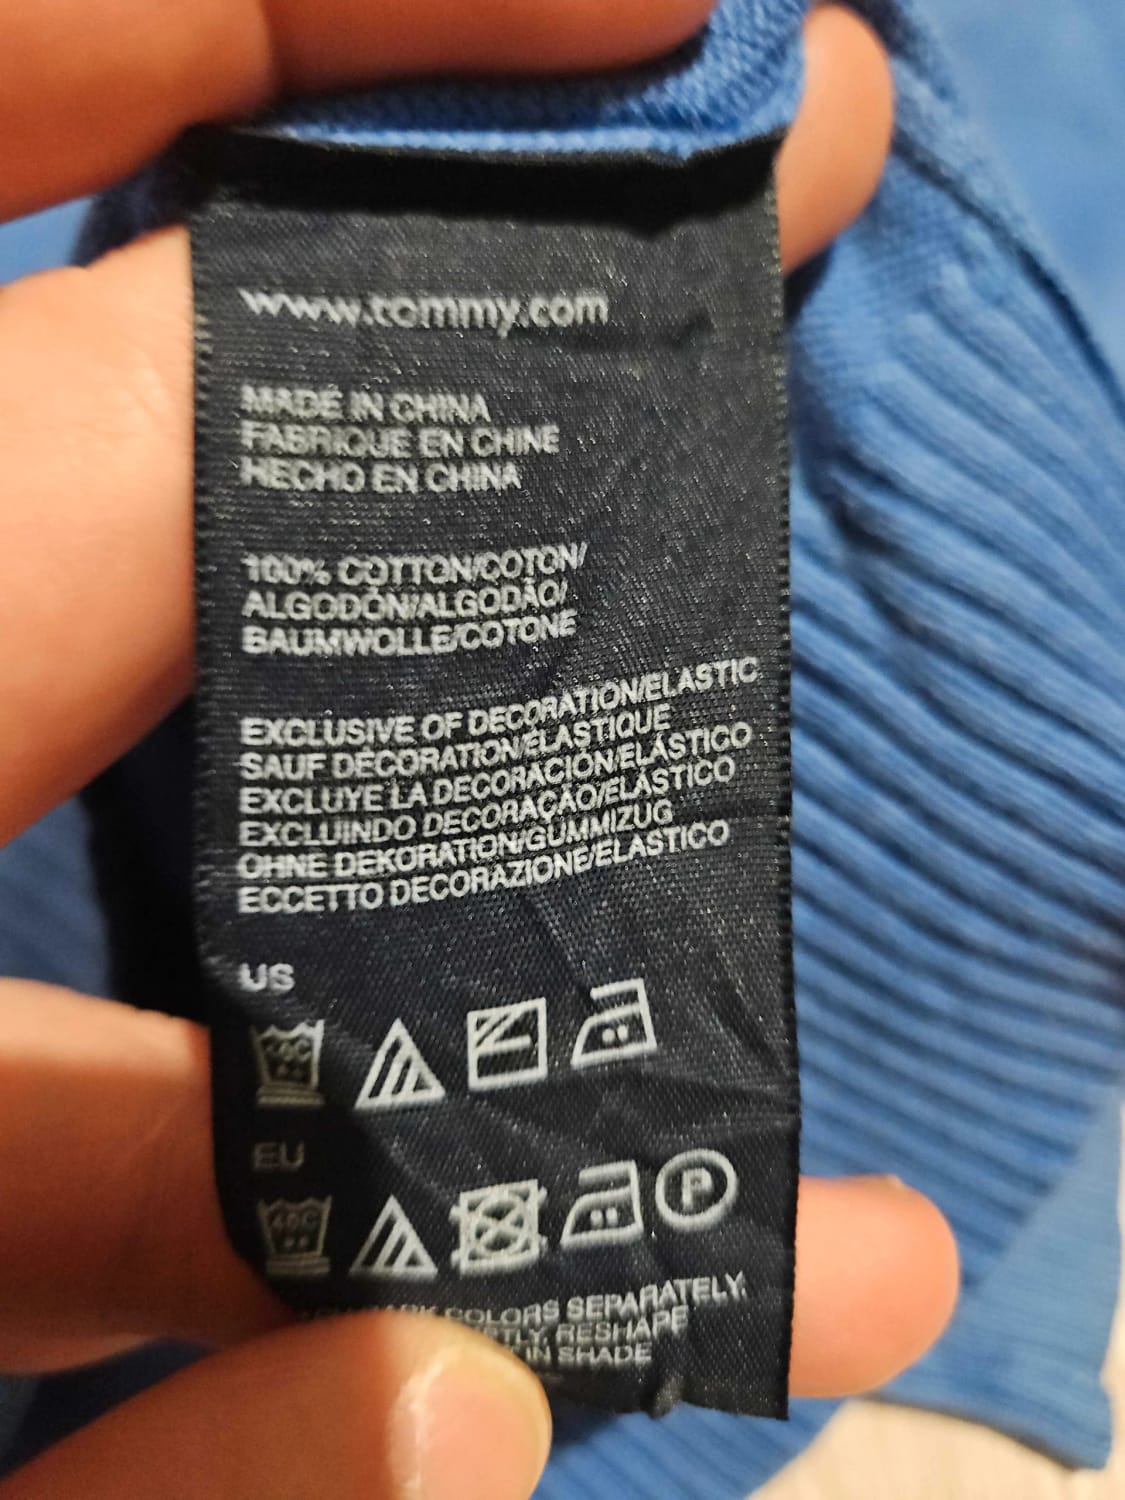 www.tommy.com
MADE IN CHINA
FABRIQUE EN CHINE
HECHO EN CHINA
100% COTTON/COTON/
ALGODÓN/ALGODÃO/
BAUMWOLLE/COTONE
EXCLUSIVE OF DECORATION/ELASTIC
SAUF DÉCORATION/ÉLASTIQUE
EXCLUYE LA DECORACIÓN/ELÁSTICO
EXCLUINDO DECORAÇÃO/ELÁSTICO
OHNE DEKORATION/GUMMIZUG
ECCETTO DECORAZIONE/ELASTICO
US
EU
40C
P
COLORS SEPARATELY.
RESHAPE
IN SHADE